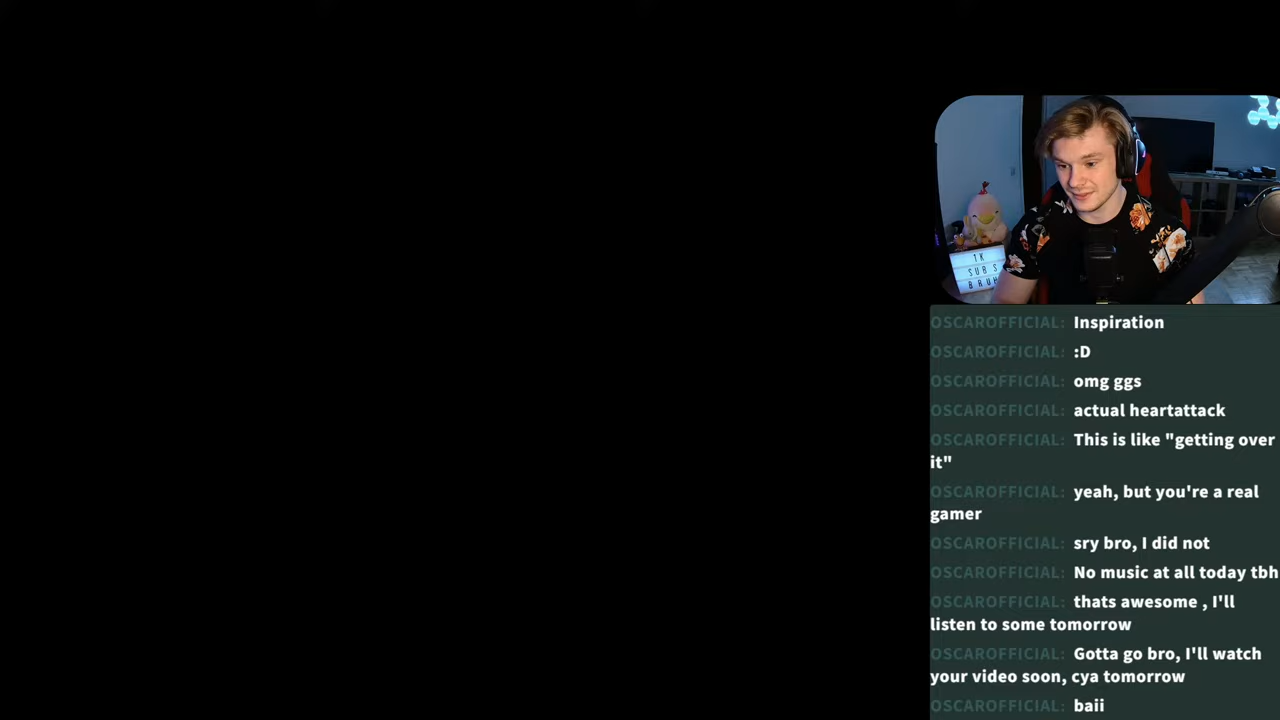 1K
SUBS
BRUH
OSCAROFFICIAL: Inspiration
OSCAROFFICIAL: :D
OSCAROFFICIAL: omg ggs
OSCAROFFICIAL: actual heartattack
OSCAROFFICIAL: This is like "getting over
it"
OSCAROFFICIAL: yeah, but you're a real
gamer
OSCAROFFICIAL: sry bro, I did not
OSCAROFFICIAL: No music at all today tbh
OSCAROFFICIAL: thats awesome , I'll
listen to some tomorrow
OSCAROFFICIAL: Gotta go bro, I'll watch
your video soon, cya tomorrow
OSCAROFFICIAL: baii